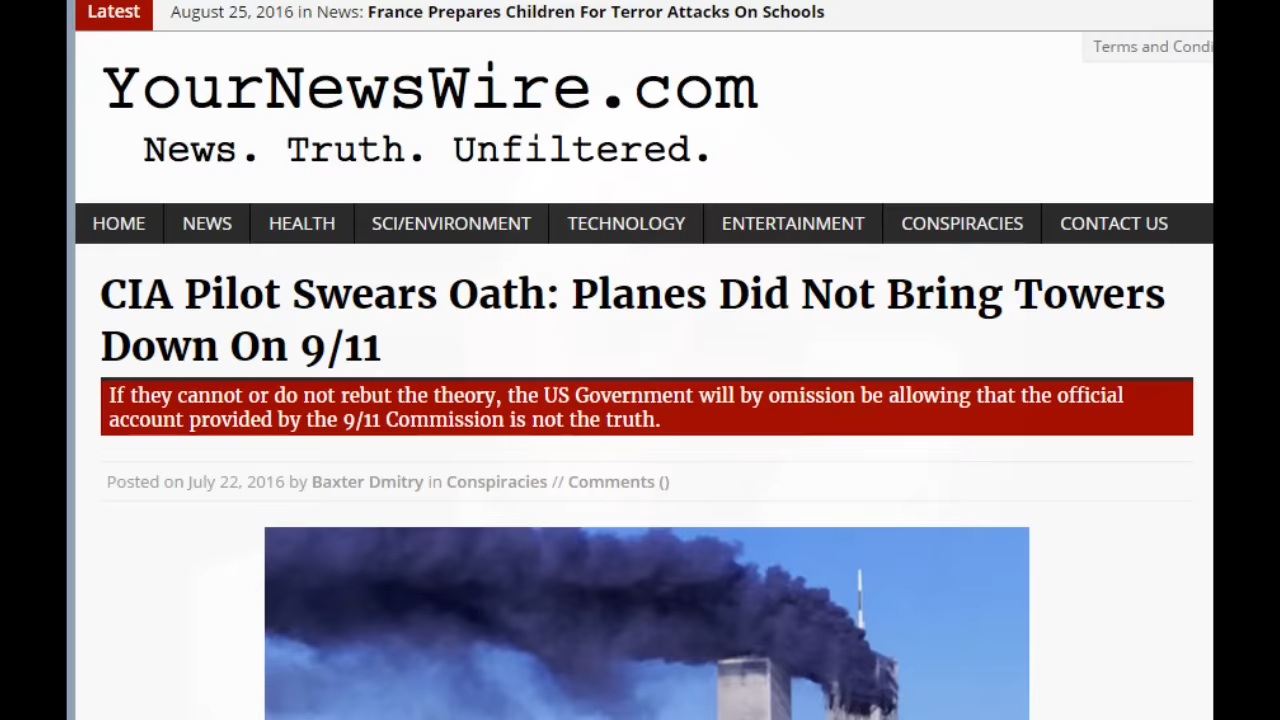 Latest August 25, 2016 in News: France Prepares Children For Terror Attacks On Schools
Terms and Condi
YourNewsWire.com
News. Truth. Unfiltered.
HOME NEWS HEALTH SCI/ENVIRONMENT TECHNOLOGY ENTERTAINMENT CONSPIRACIES CONTACT US
CIA Pilot Swears Oath: Planes Did Not Bring Towers
Down On 9/11
If they cannot or do not rebut the theory, the US Government will by omission be allowing that the official
account provided by the 9/11 Commission is not the truth.
Posted on July 22, 2016 by Baxter Dmitry in Conspiracies // Comments ()